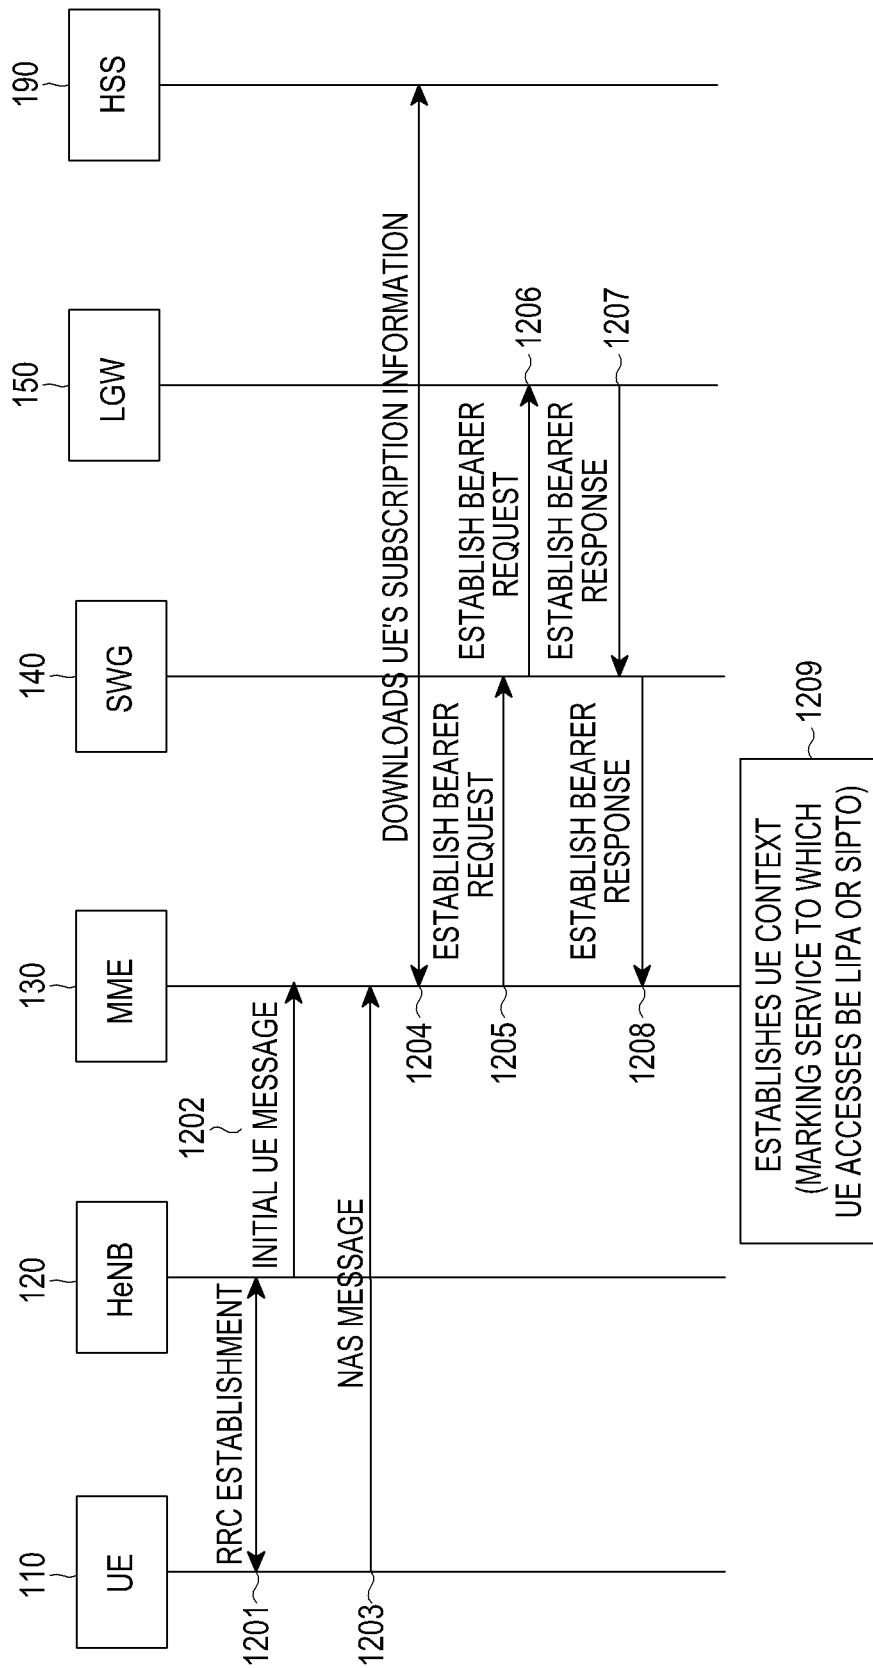 110
120
130
140
150
190
UE
HeNB
MME
SWG
LGW
HSS
1201
RRC ESTABLISHMENT
1202
INITIAL UE MESSAGE
1203
NAS MESSAGE
1204
DOWNLOADS UE'S SUBSCRIPTION INFORMATION
1205
ESTABLISH BEARER
REQUEST
ESTABLISH BEARER
REQUEST
1206
ESTABLISH BEARER
RESPONSE
1207
1208
ESTABLISH BEARER
RESPONSE
1209
ESTABLISHES UE CONTEXT
(MARKING SERVICE TO WHICH
UE ACCESSES BE LIPA OR SIPTO)